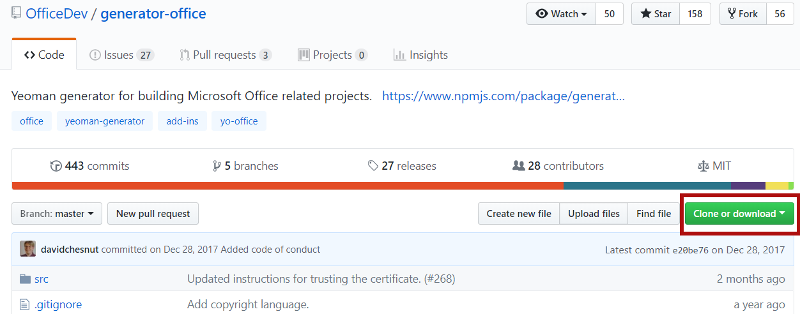 OfficeDev / generator-office Watch 50 Star 158 Fork 56
Code Issues 27 Pull requests 3 Projects 0 Insights
Yeoman generator for building Microsoft Office related projects. https://www.npmjs.com/package/generat...
office yeoman-generator add-ins yo-office
443 commits 5 branches 27 releases 28 contributors MIT
Branch: master New pull request Create new file Upload files Find file Clone or download
davidchesnut committed on Dec 28, 2017 Added code of conduct Latest commit e20be76 on Dec 28, 2017
src Updated instructions for trusting the certificate. (#268) 2 months ago
.gitignore Add copyright language. a year ago